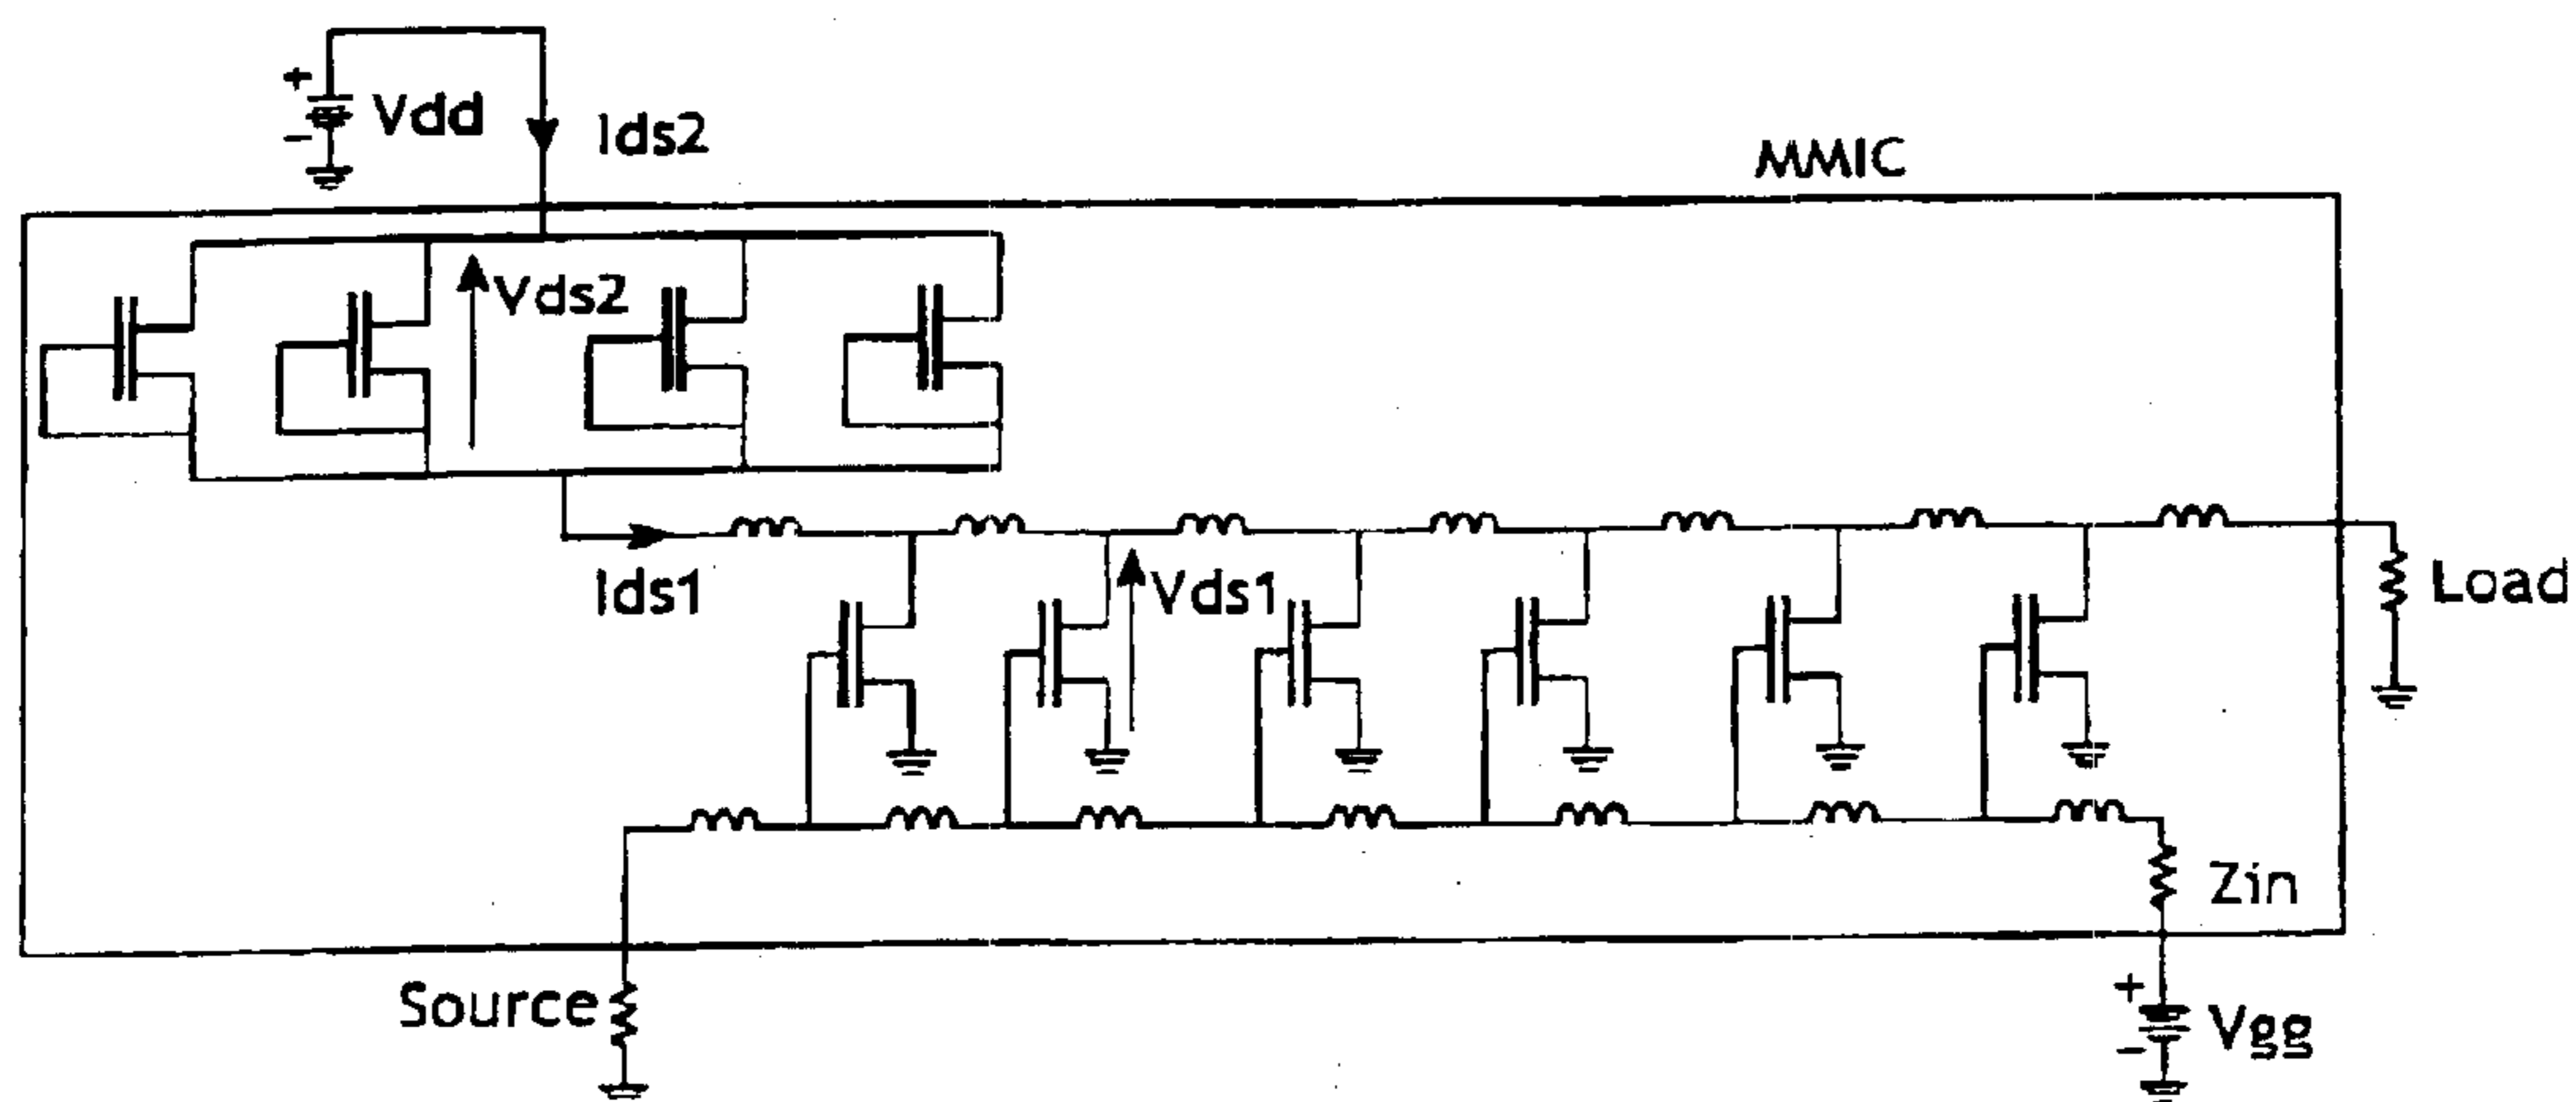 +
Vdd
-
Ids2
MMIC
Vds2
Ids1
Vds1
Load
Zin
Source
+
Vgg
-